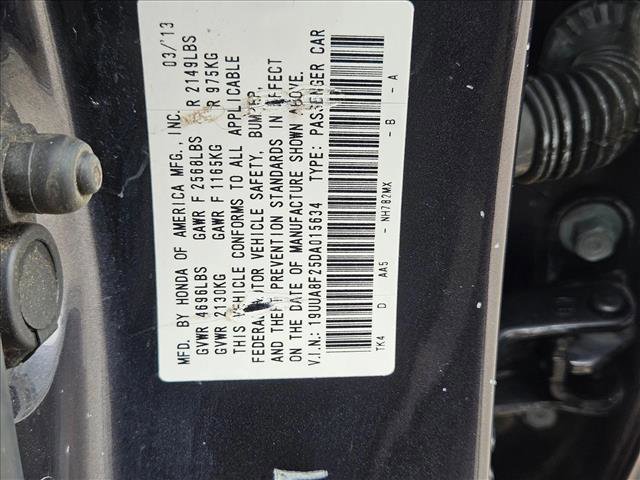 MFD. BY HONDA OF AMERICA MFG., INC. 03/'13
GVWR 4696LBS GAWR F 2560LBS R 2149LBS
GVWR 2130KG GAWR F 1165KG R 975KG
THIS VEHICLE CONFORMS TO ALL APPLICABLE
FEDERAL MOTOR VEHICLE SAFETY, BUMPER,
AND THEFT PREVENTION STANDARDS IN EFFECT
ON THE DATE OF MANUFACTURE SHOWN ABOVE.
V.I.N.: 19UUA8F25DA015634 TYPE: PASSENGER CAR
TK4 D AA5 - NH782MX - B - A